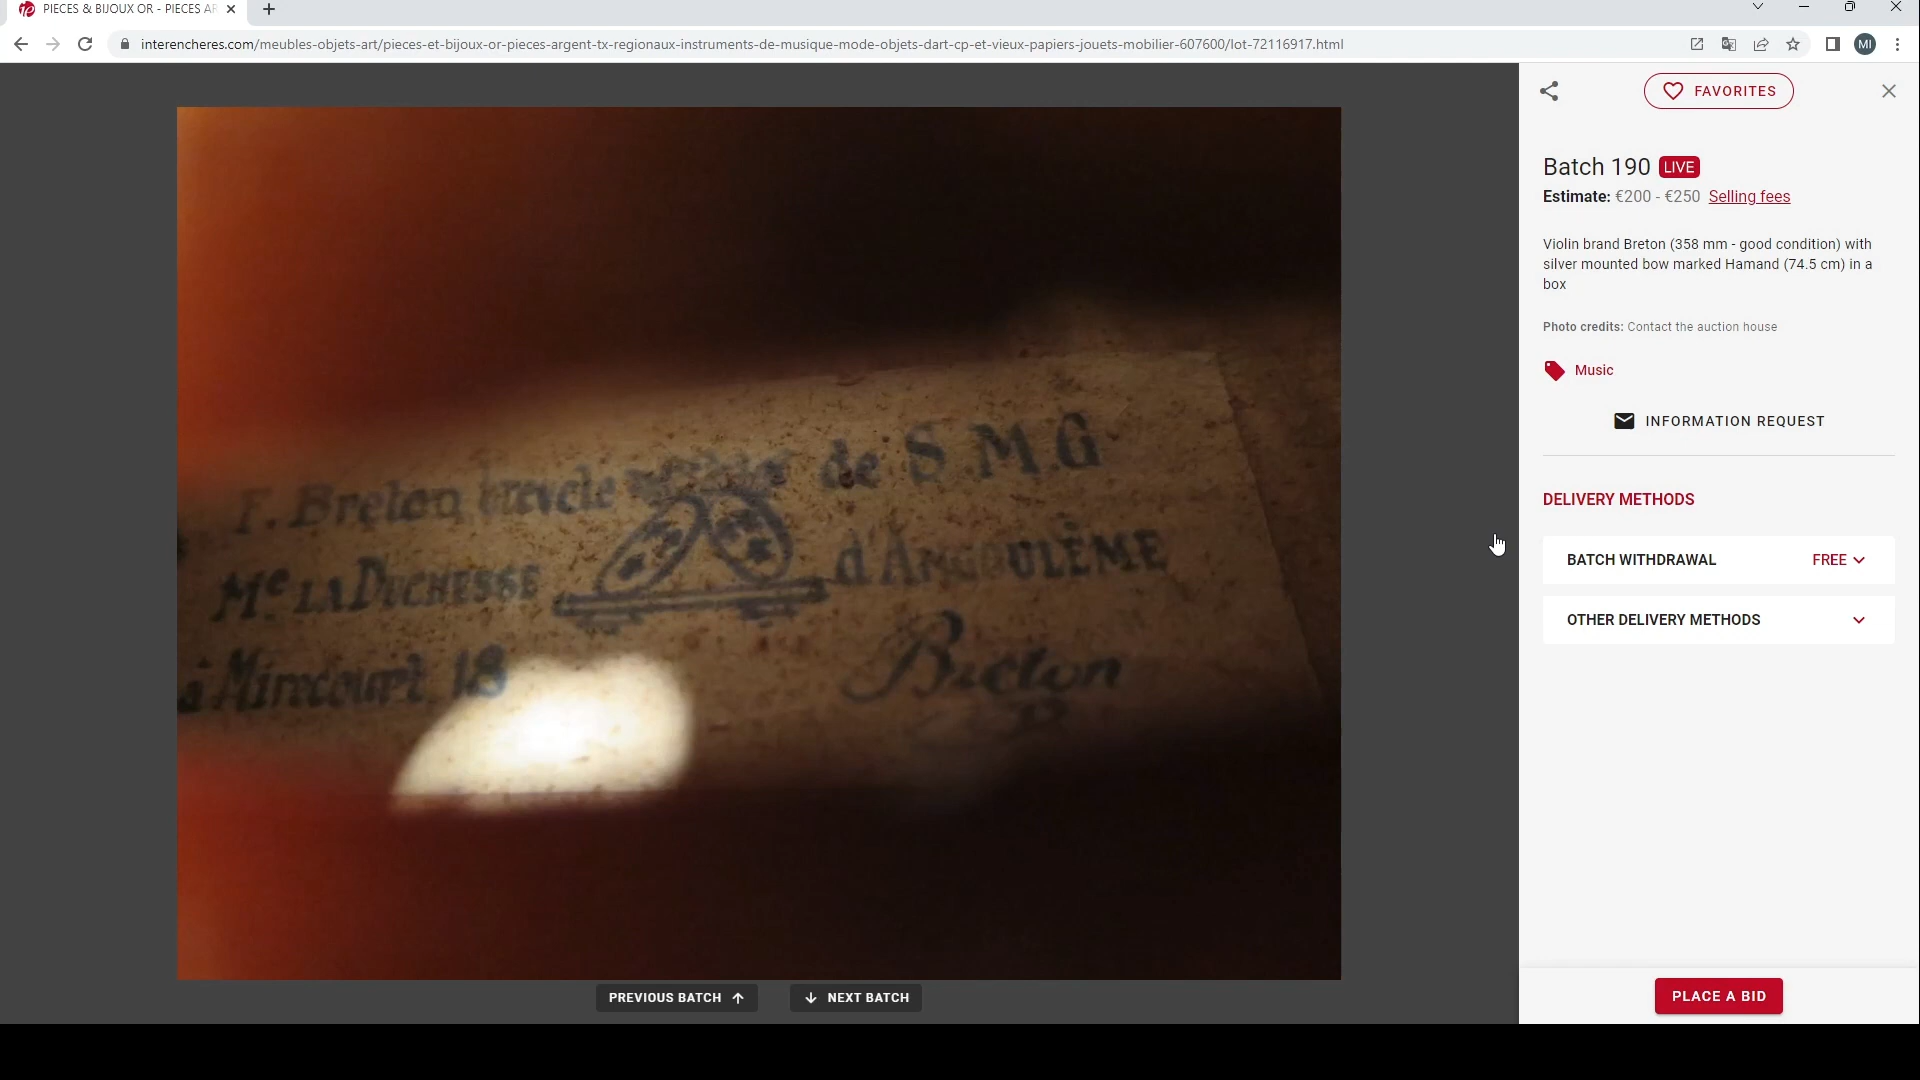 PIECES & BIJOUX OR - PIECES AR
interencheres.com/meubles-objets-art/pieces-et-bijoux-or-pieces-argent-tx-regionaux-instruments-de-musique-mode-objets-dart-cp-et-vieux-papiers-jouets-mobilier-607600/lot-72116917.html
MI
FAVORITES
Batch 190 LIVE
Estimate: €200 - €250 Selling fees
Violin brand Breton (358 mm - good condition) with
silver mounted bow marked Hamand (74.5 cm) in a
box
Photo credits: Contact the auction house
Music
INFORMATION REQUEST
DELIVERY METHODS
BATCH WITHDRAWAL FREE
OTHER DELIVERY METHODS
PLACE A BID
F. Breton brevete de S.M.G
Me LA DUCHESSE d'ANGOULÊME
à Mirecourt 18
Breton
PREVIOUS BATCH
NEXT BATCH